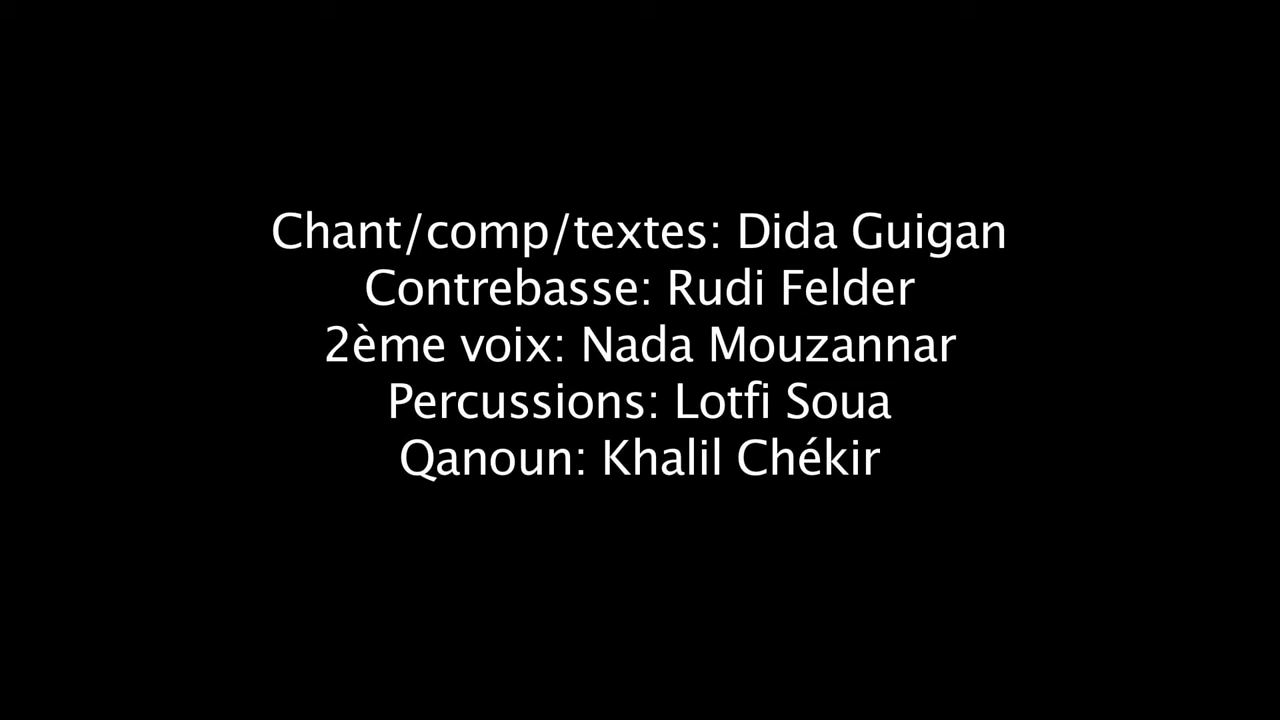 Chant/comp/textes: Dida Guigan
Contrebasse: Rudi Felder
2ème voix: Nada Mouzannar
Percussions: Lotfi Soua
Qanoun: Khalil Chékir